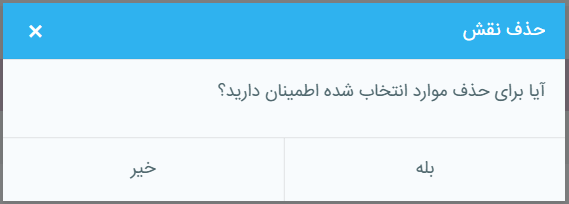 حذف نقش
آیا برای حذف موارد انتخاب شده اطمینان دارید؟
بله
خیر